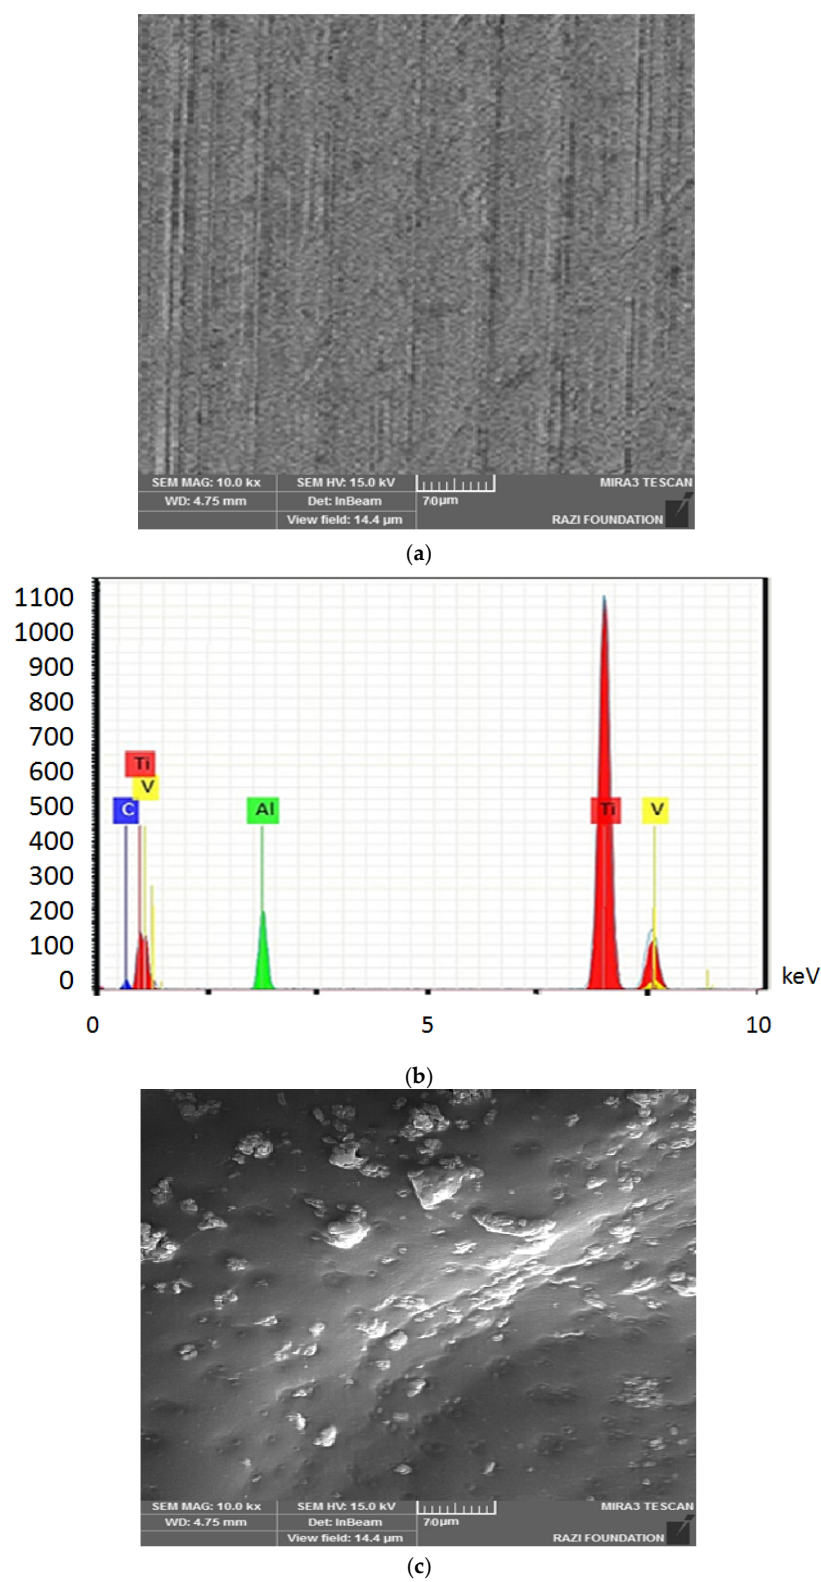 SEM MAG: 10.0 kx SEM HV: 15.0 kV MIRA3 TESCAN
WD: 4.75 mm Det: InBeam 70μm
View field: 14.4 μm RAZI FOUNDATION
(a)
1100
1000
900
800
700
600
500
400
300
200
100
0
Ti
V
C Al Ti V
keV
0 5 10
(b)
SEM MAG: 10.0 kx SEM HV: 15.0 kV MIRA3 TESCAN
WD: 4.75 mm Det: InBeam 70μm
View field: 14.4 μm RAZI FOUNDATION
(c)